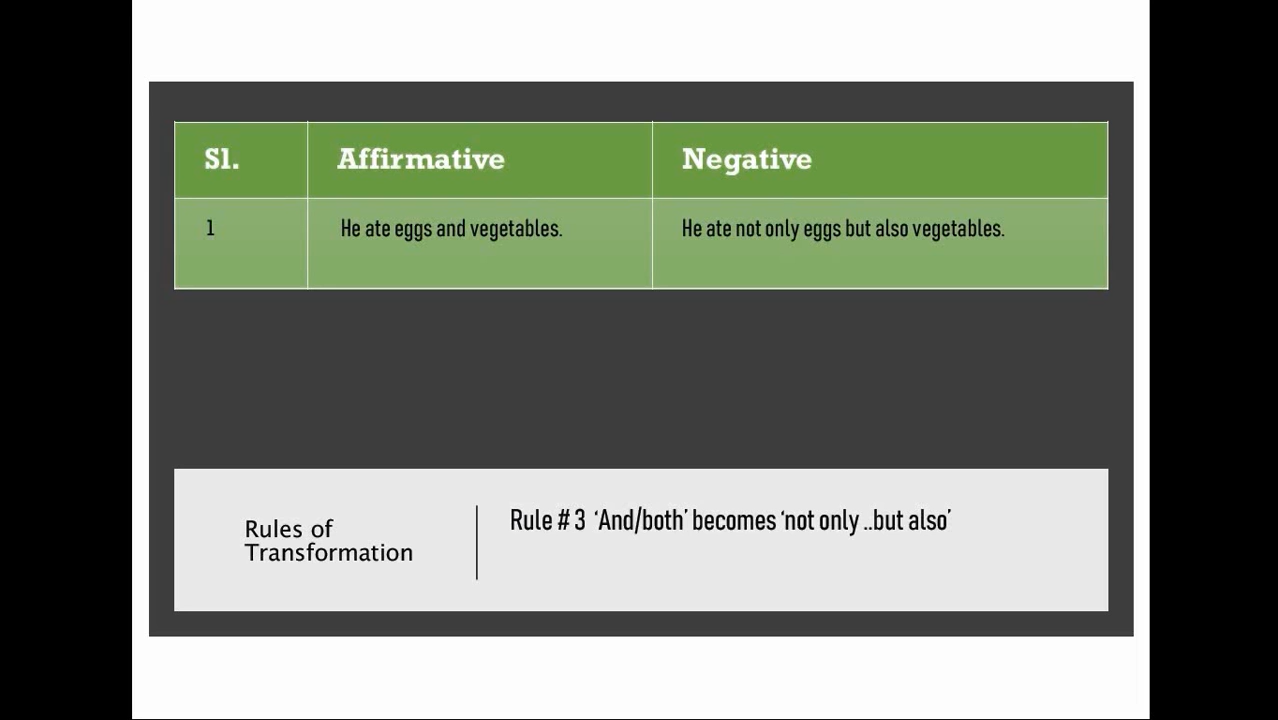 Sl. Affirmative Negative
1 He ate eggs and vegetables. He ate not only eggs but also vegetables.
Rules of
Transformation
Rule # 3 ‘And/both’ becomes ‘not only ..but also’